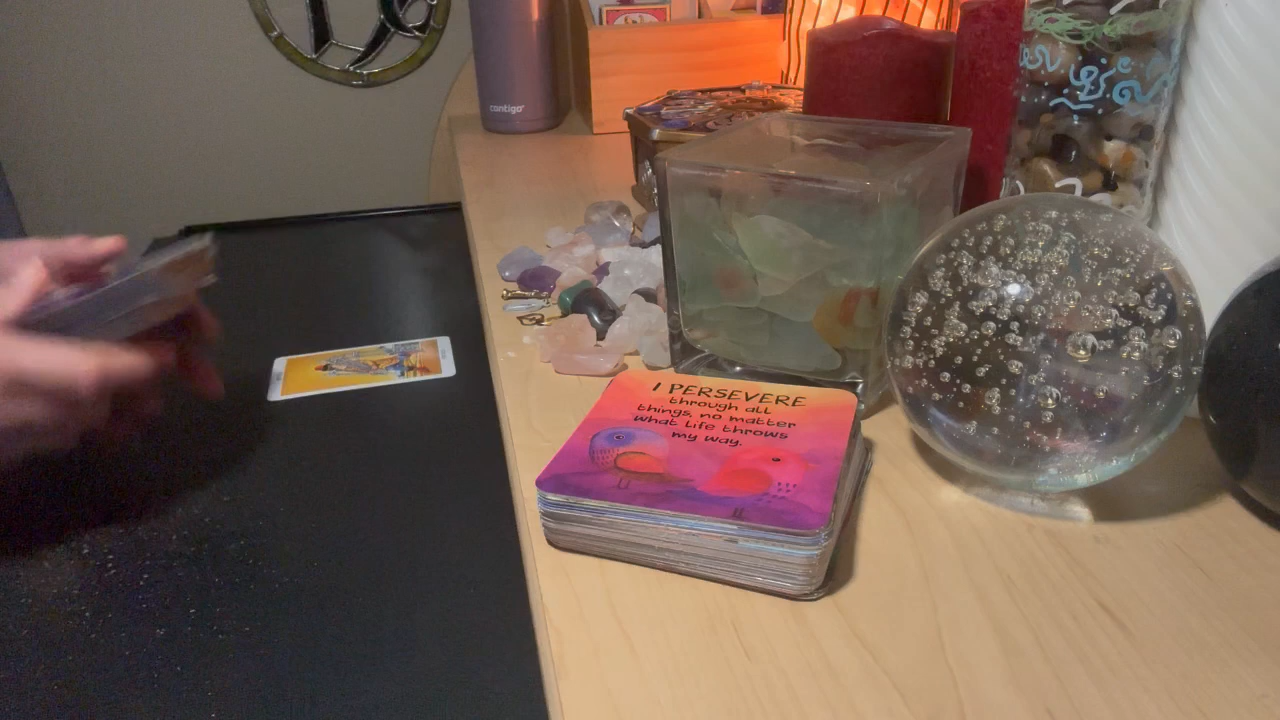 contigo
I PERSEVERE
through all
things, no matter
what life throws
my way.